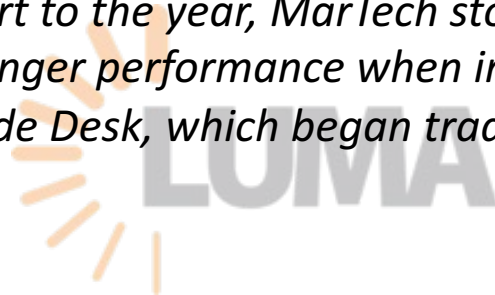 rt to the year, MarTech sto
nger performance when in
de Desk, which began trad
LUMA